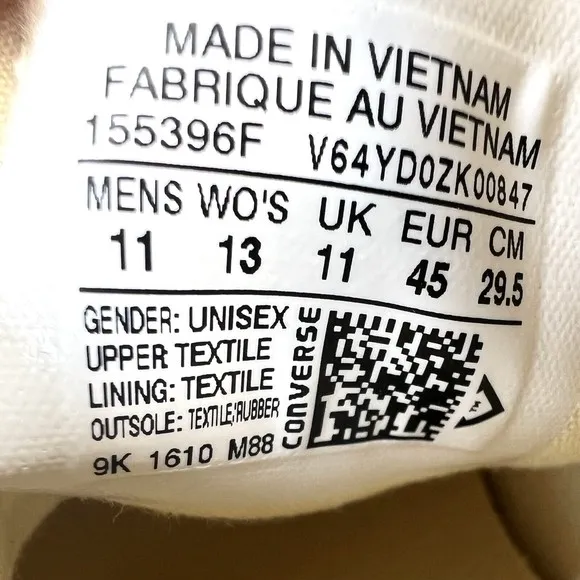 MADE IN VIETNAM
FABRIQUE AU VIETNAM
155396F V64YD0ZK00847
MENS WO'S UK EUR CM
11 13 11 45 29.5
GENDER: UNISEX
UPPER TEXTILE
LINING: TEXTILE
OUTSOLE: TEXTILE/RUBBER
9K 1610 M88
CONVERSE
TM